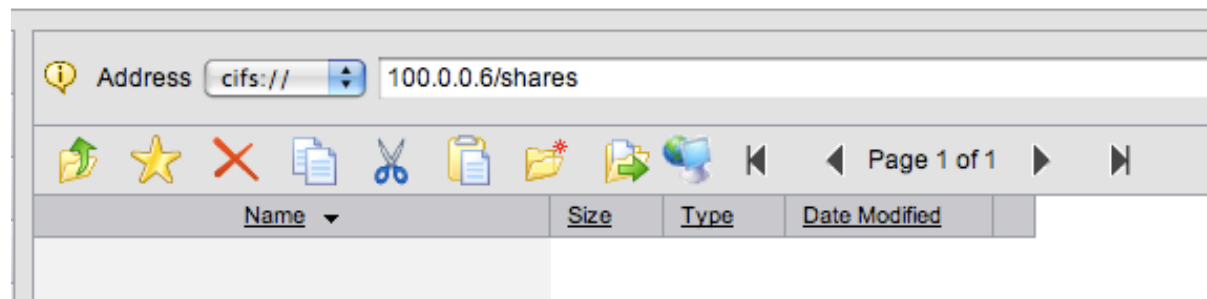 Address cifs:// 100.0.0.6/shares
Page 1 of 1
Name Size Type Date Modified